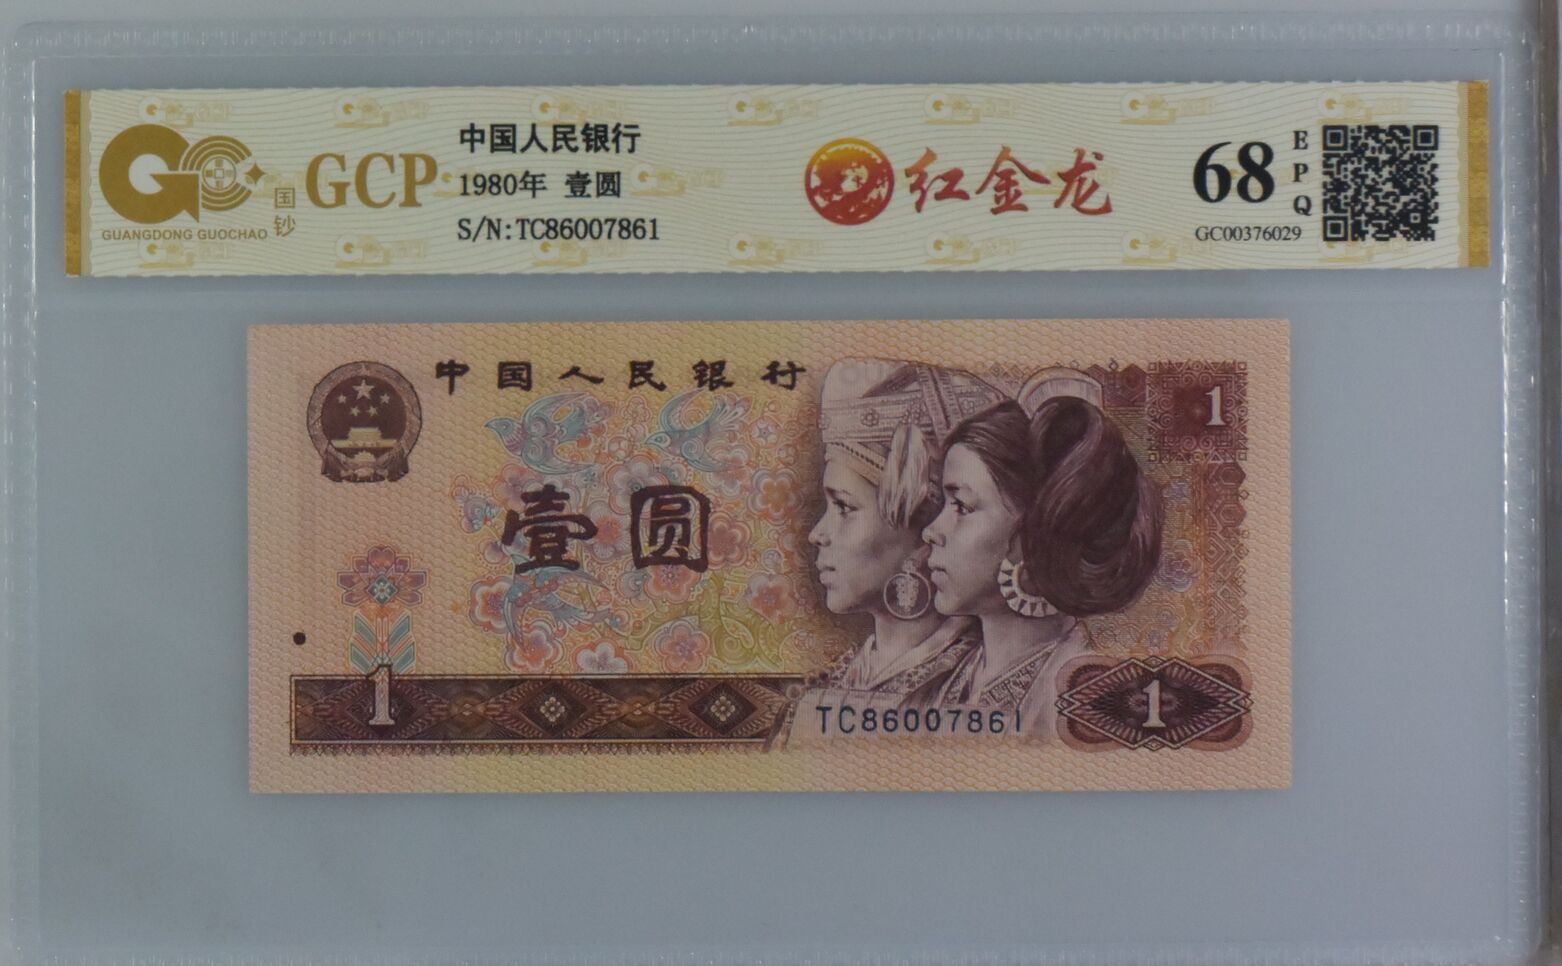 GC
国钞
GUANGDONG GUOCHAO
GCP
中国人民银行
1980年 壹圆
S/N:TC86007861
红金龙
68
EPQ
GC00376029
中国人民银行
1
壹圆
1
TC86007861
1